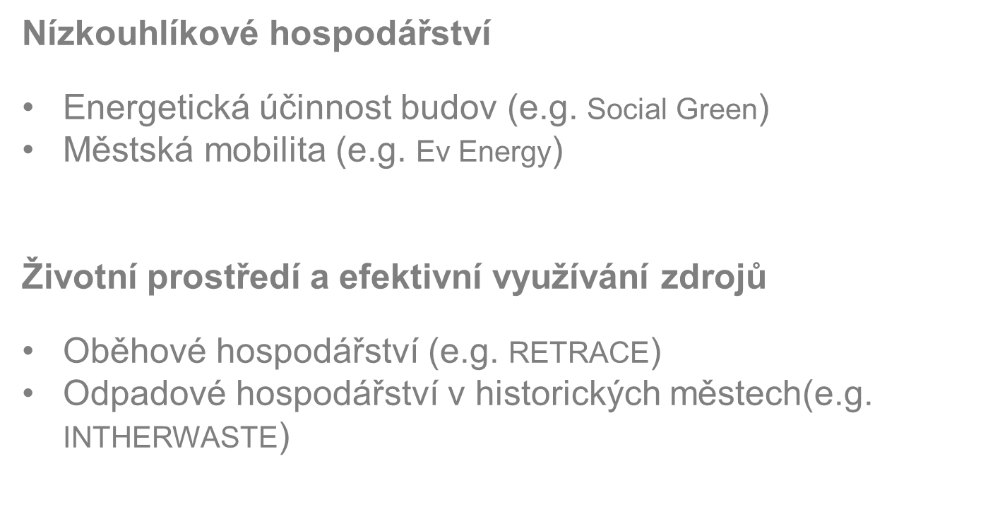 Nízkouhlíkové hospodářství
• Energetická účinnost budov (e.g. Social Green)
• Městská mobilita (e.g. Ev Energy)
Životní prostředí a efektivní využívání zdrojů
• Oběhové hospodářství (e.g. RETRACE)
• Odpadové hospodářství v historických městech(e.g.
INTHERWASTE)